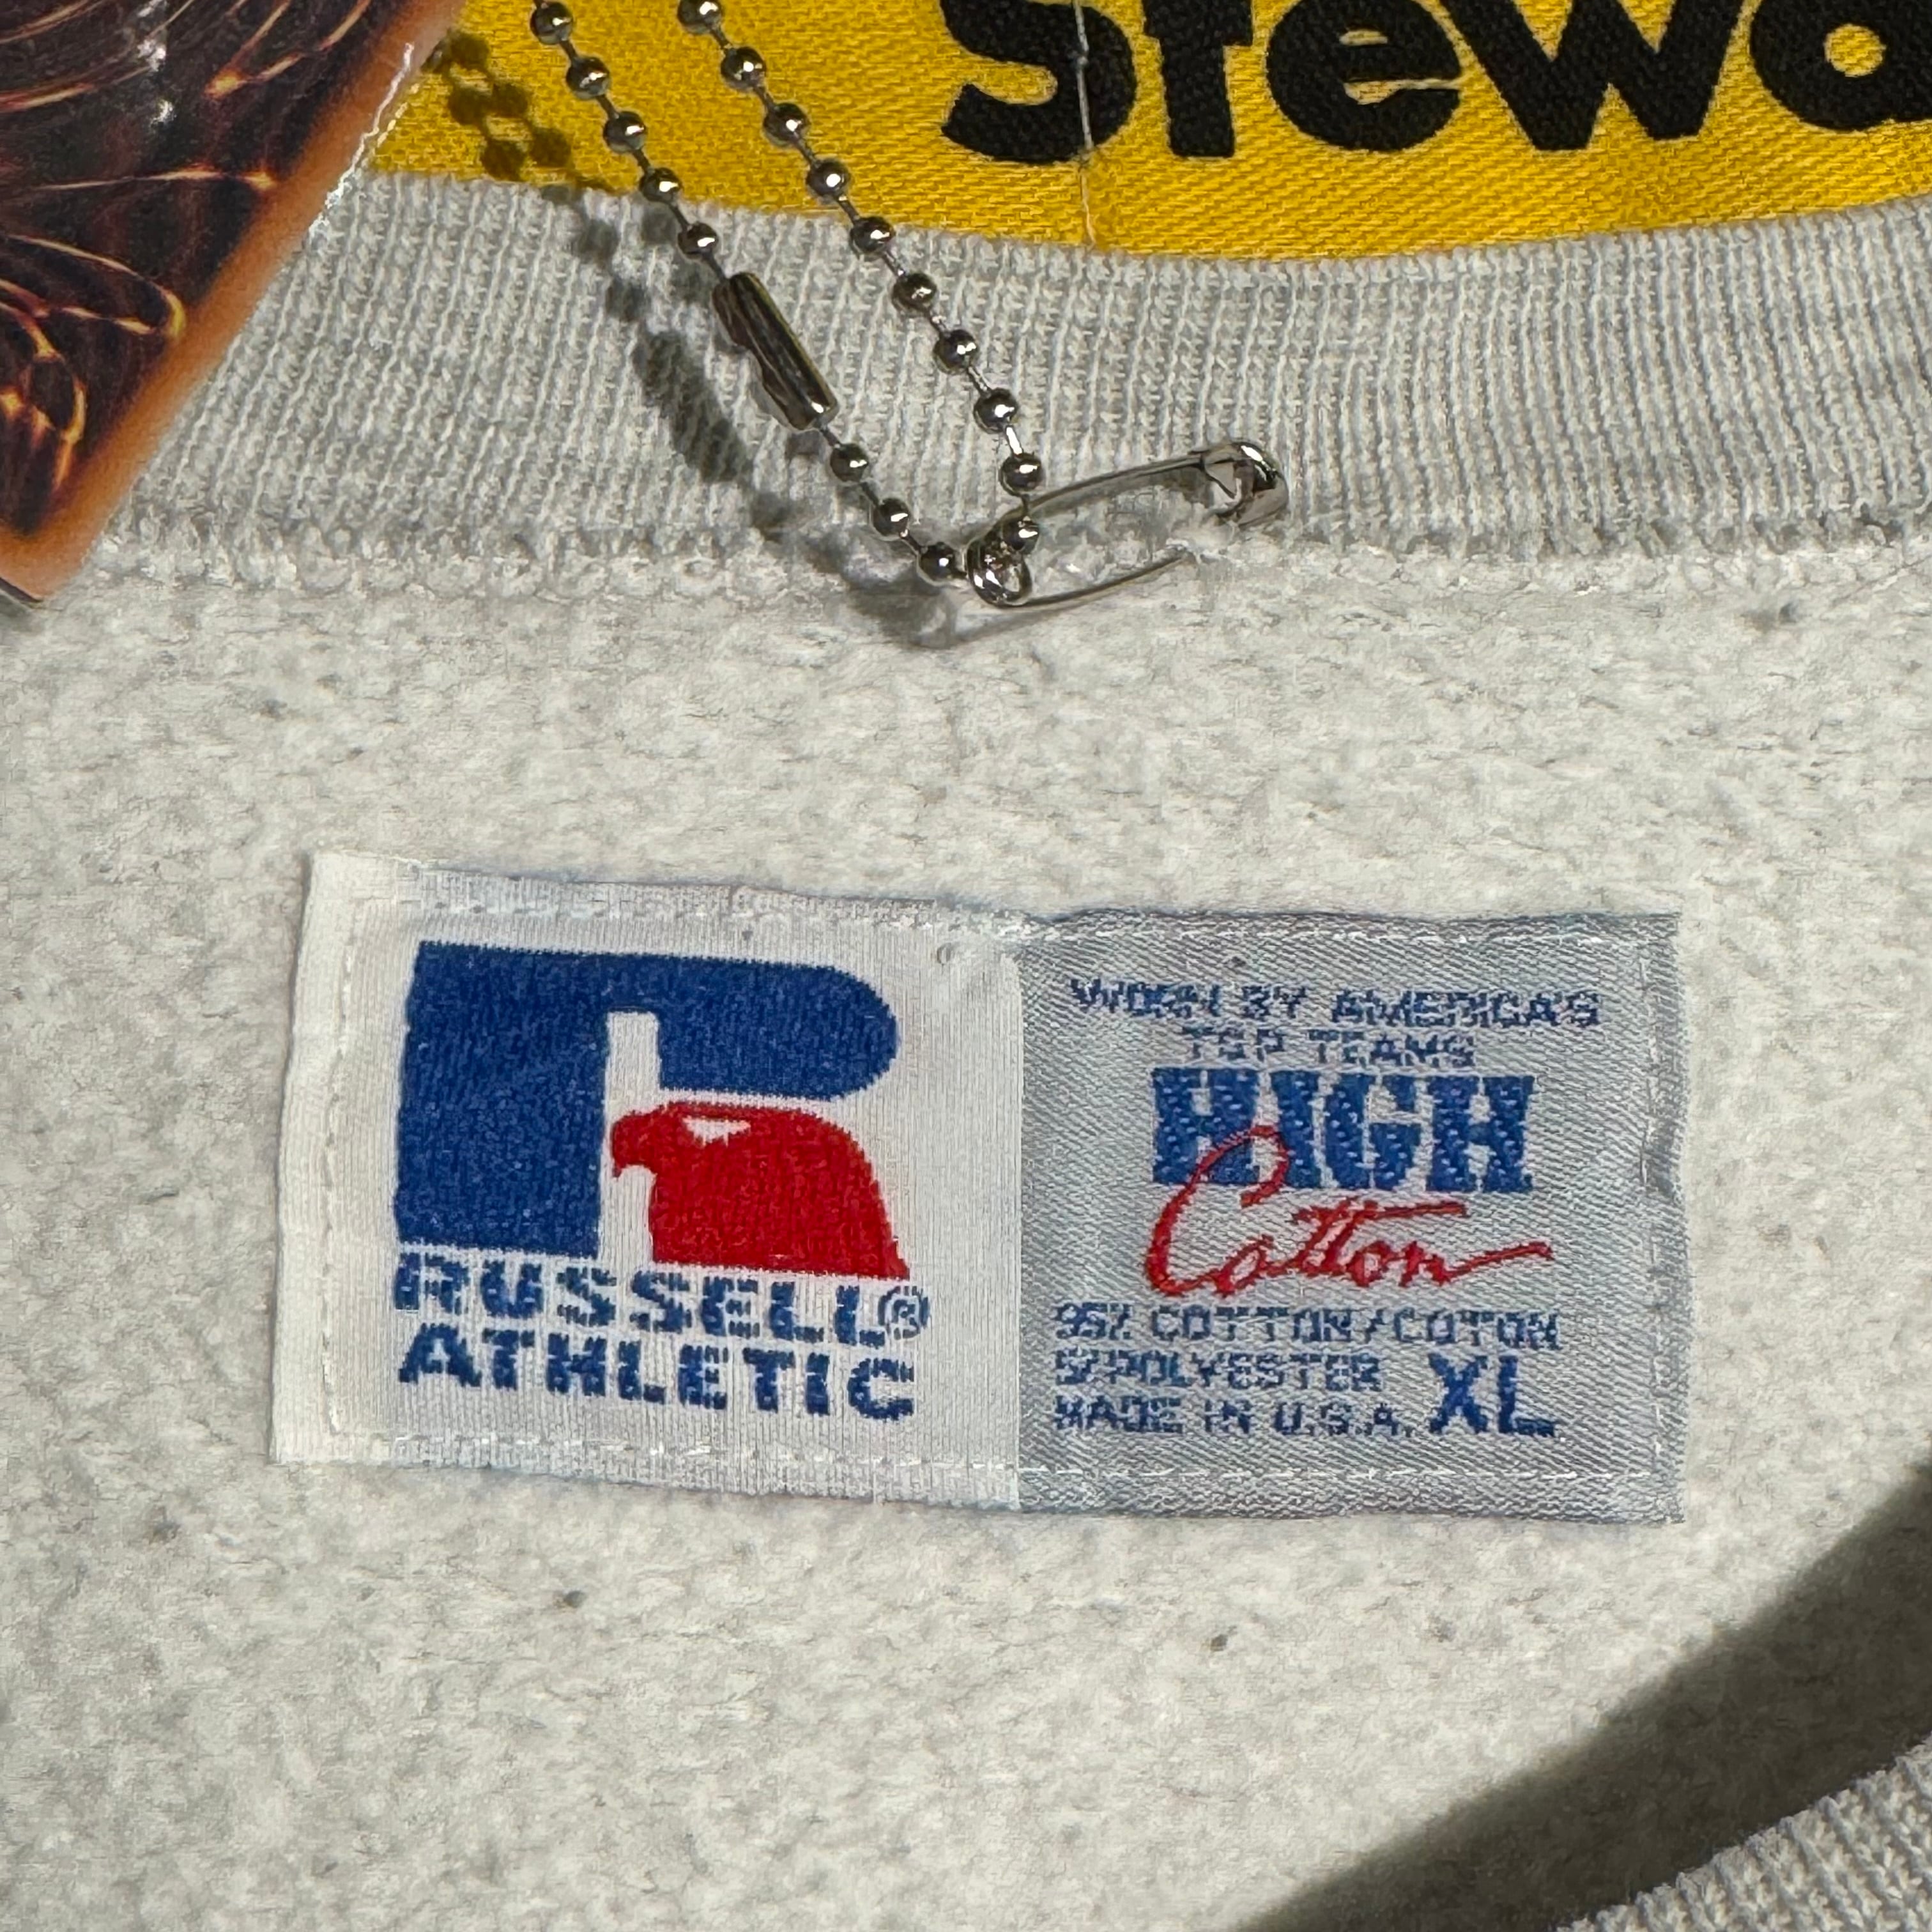 Stewa
RUSSELL®
ATHLETIC
WORN BY AMERICA'S
TOP TEAMS
HIGH
Cotton
95% COTTON/COTON
5%POLYESTER
MADE IN U.S.A. XL